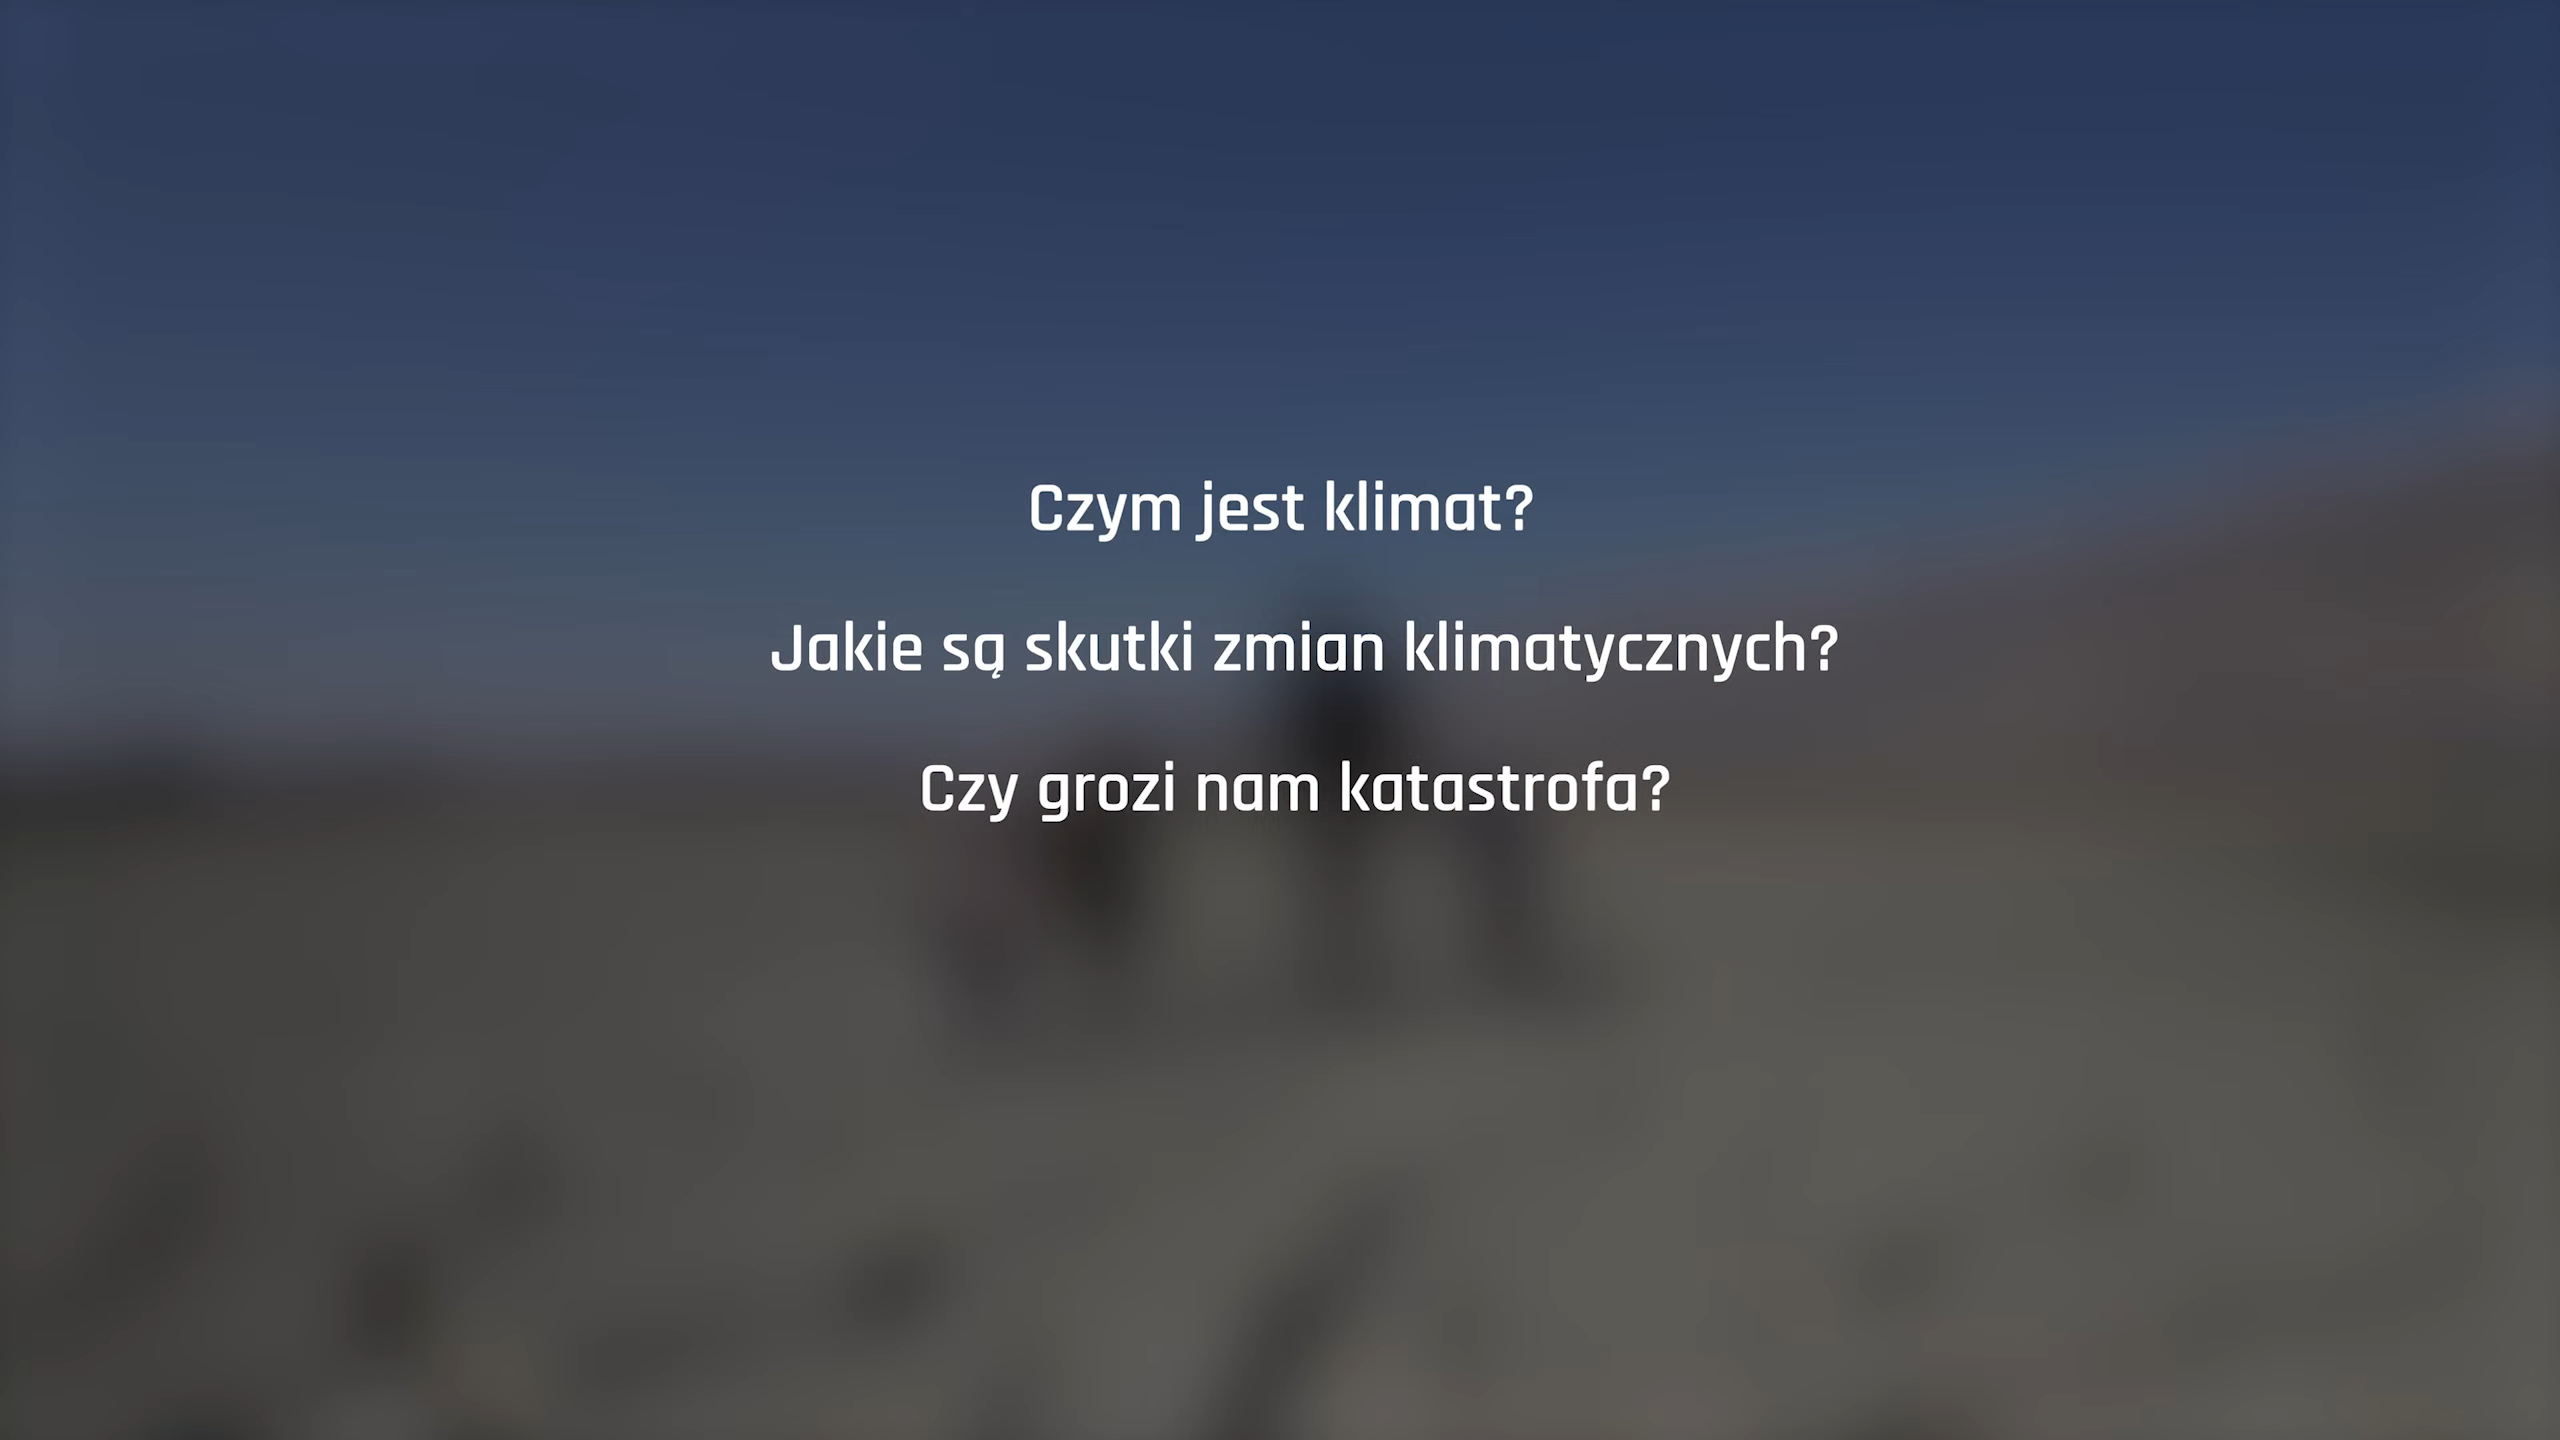 Czym jest klimat?
Jakie są skutki zmian klimatycznych?
Czy grozi nam katastrofa?